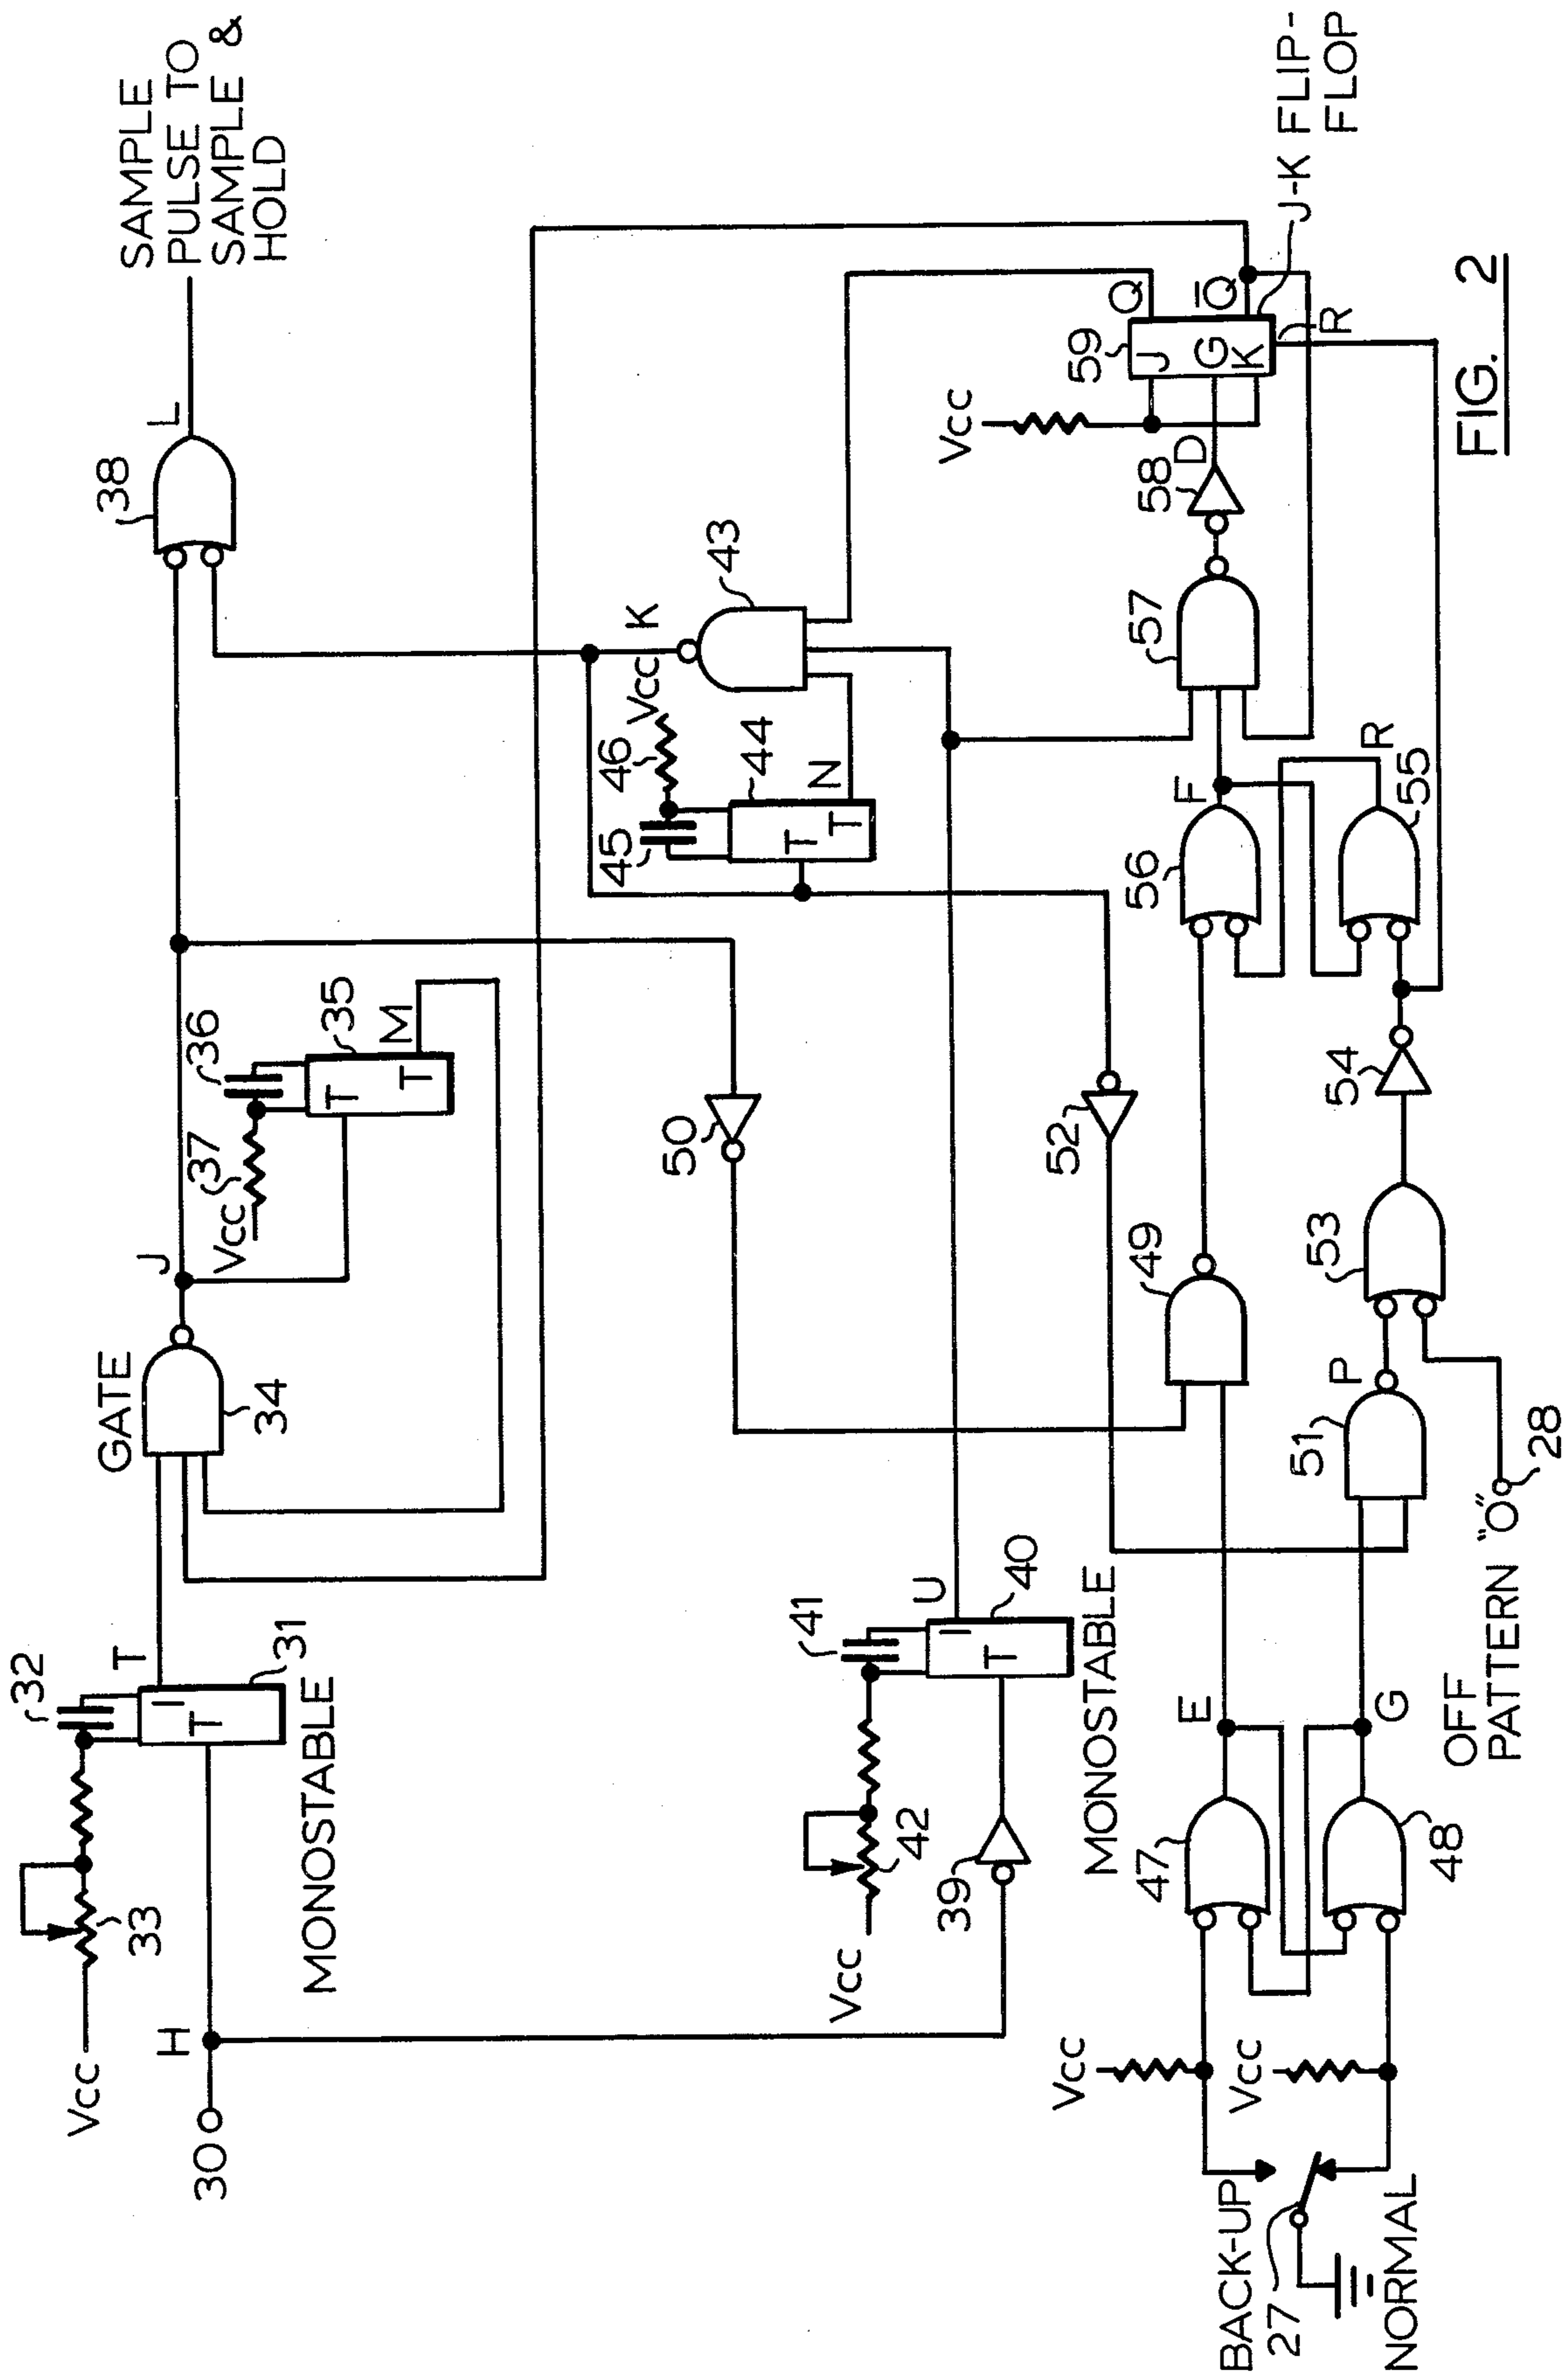 SAMPLE
PULSE TO
SAMPLE &
HOLD
L
38
GATE
J
34
Vcc
37
36
35
T
T
M
T
32
33
Vcc
31
T
MONOSTABLE
H
30
K
43
Vcc
46
45
44
T
T
N
50
52
U
41
42
Vcc
40
T
39
MONOSTABLE
Vcc
59
Q
J
G
K
Q̅
R
J-K FLIP-
FLOP
D
58
57
F
56
R
55
54
49
53
P
51
28
OFF
PATTERN "O"
E
G
47
48
Vcc
Vcc
BACK-UP
27
NORMAL
FIG. 2